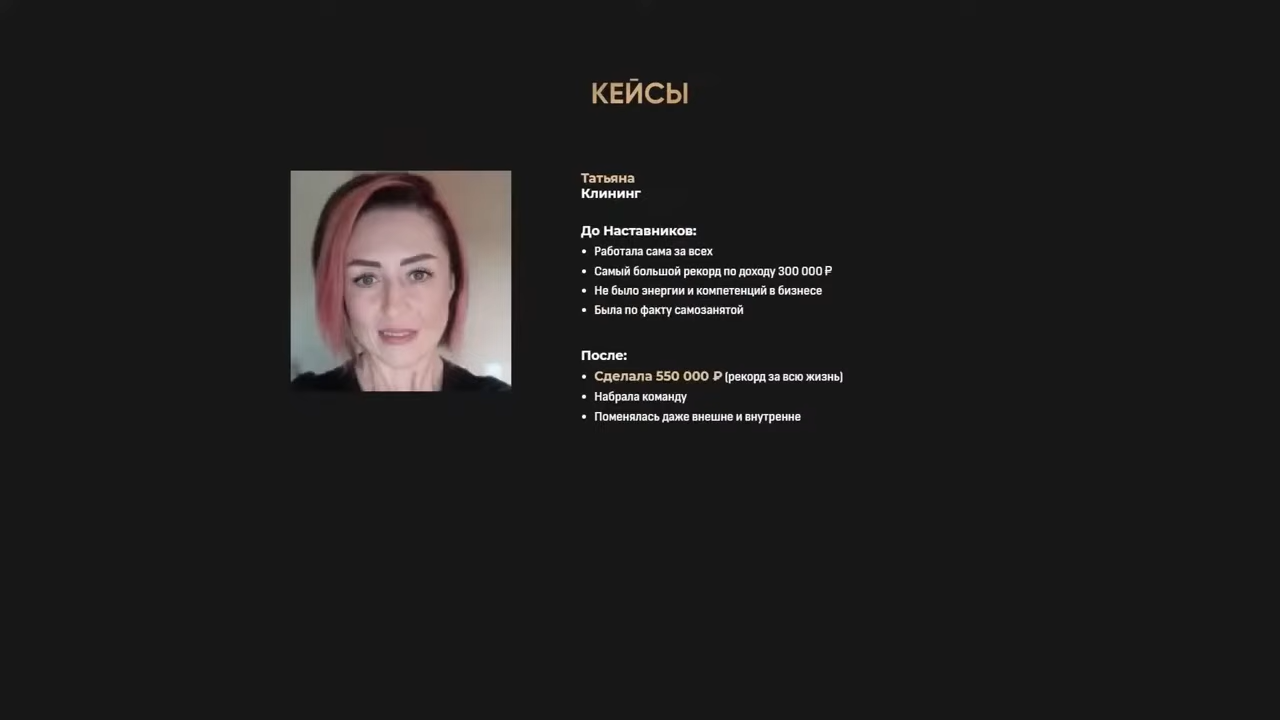 КЕЙСЫ
Татьяна
Клининг
До Наставников:
• Работала сама за всех
• Самый большой рекорд по доходу 300 000 ₽
• Не было энергии и компетенций в бизнесе
• Была по факту самозанятой
После:
• Сделала 550 000 ₽ (рекорд за всю жизнь)
• Набрала команду
• Поменялась даже внешне и внутренне